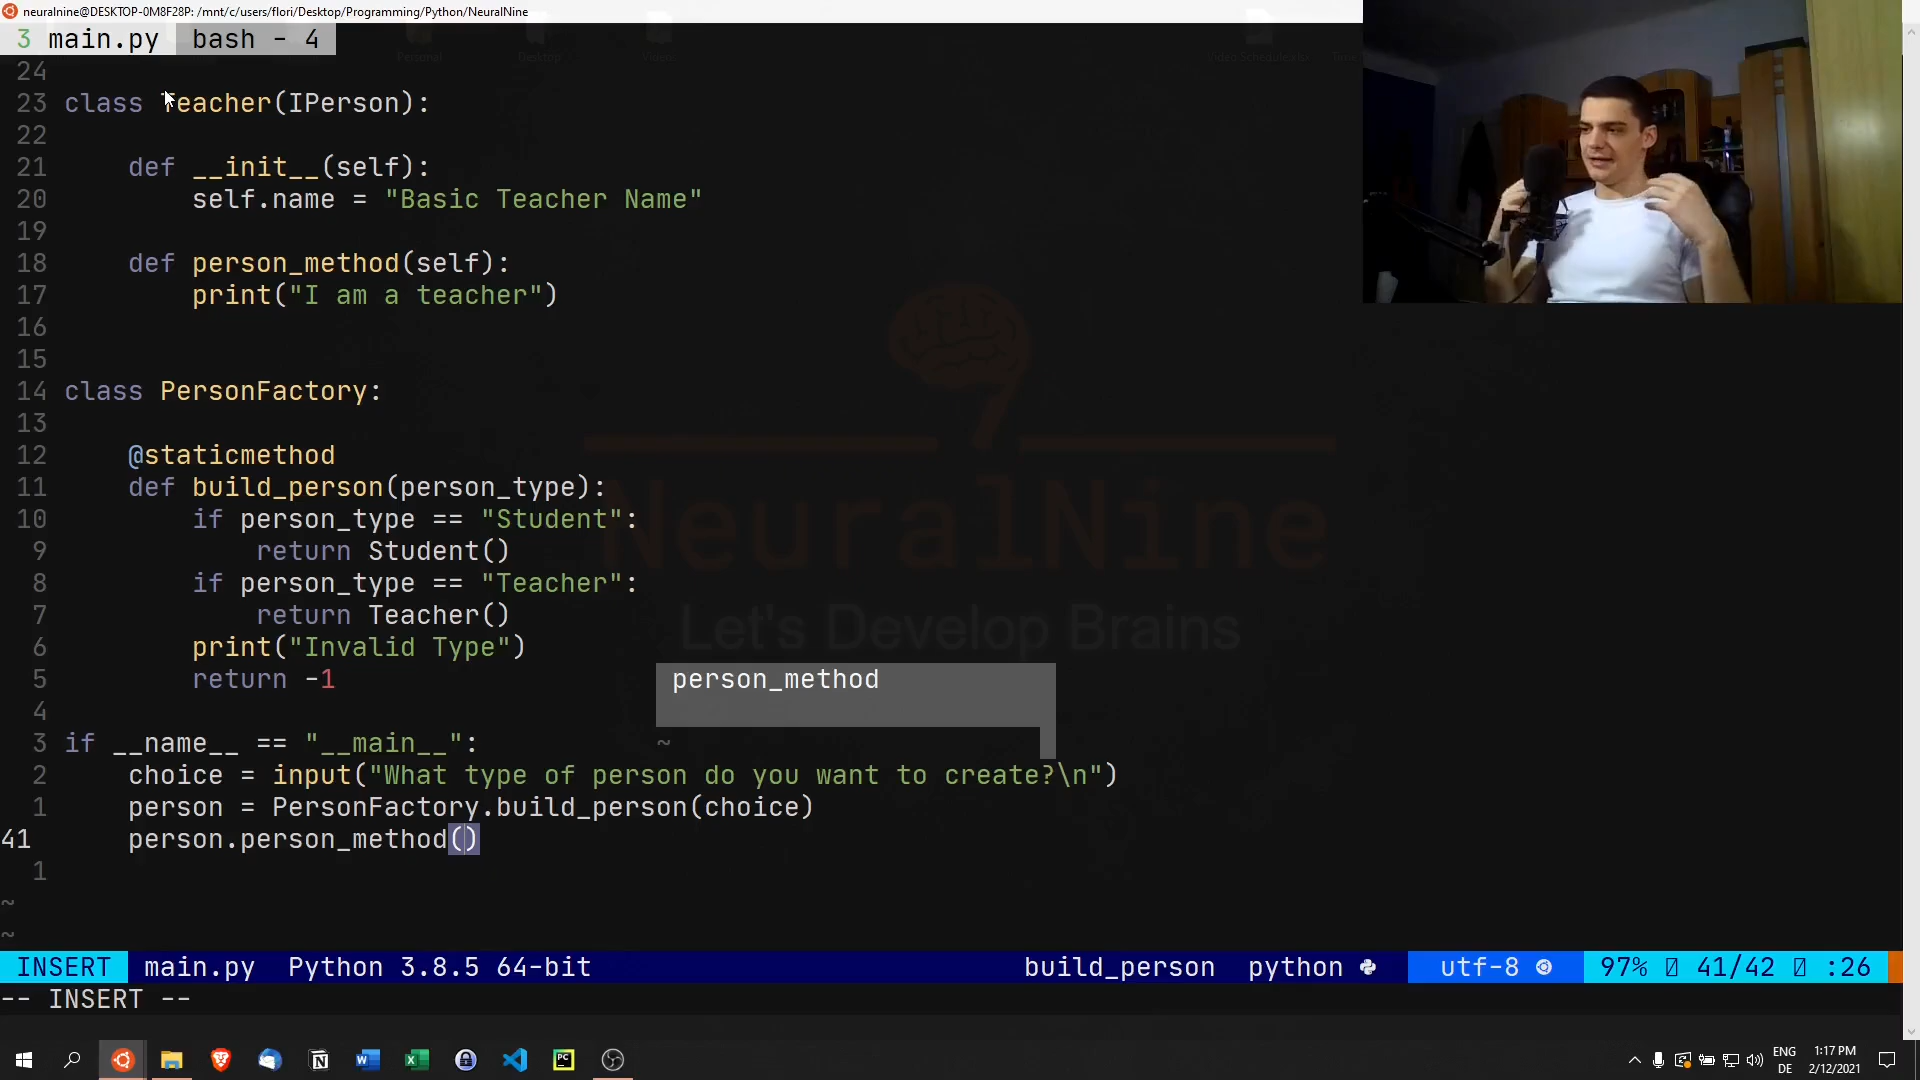 neuralnine@DESKTOP-0M8F28P: /mnt/c/users/flori/Desktop/Programming/Python/NeuralNine
3 main.py bash - 4
Personal Desktop
24
23 class Teacher(IPerson):
22
21 def __init__(self):
20 self.name = "Basic Teacher Name"
19
18 def person_method(self):
17 print("I am a teacher")
16
15
14 class PersonFactory:
13
12 @staticmethod
11 def build_person(person_type):
10 if person_type == "Student":
9 return Student()
8 if person_type == "Teacher":
7 return Teacher()
6 print("Invalid Type")
5 return -1
4
3 if __name__ == "__main__":
2 choice = input("What type of person do you want to create?\n")
1 person = PersonFactory.build_person(choice)
41 person.person_method()
1
~
~
person_method
~
NeuralNine
Let's Develop Brains
INSERT main.py Python 3.8.5 64-bit build_person python utf-8 97% 41/42 :26
-- INSERT --
ENG
DE
1:17 PM
2/12/2021